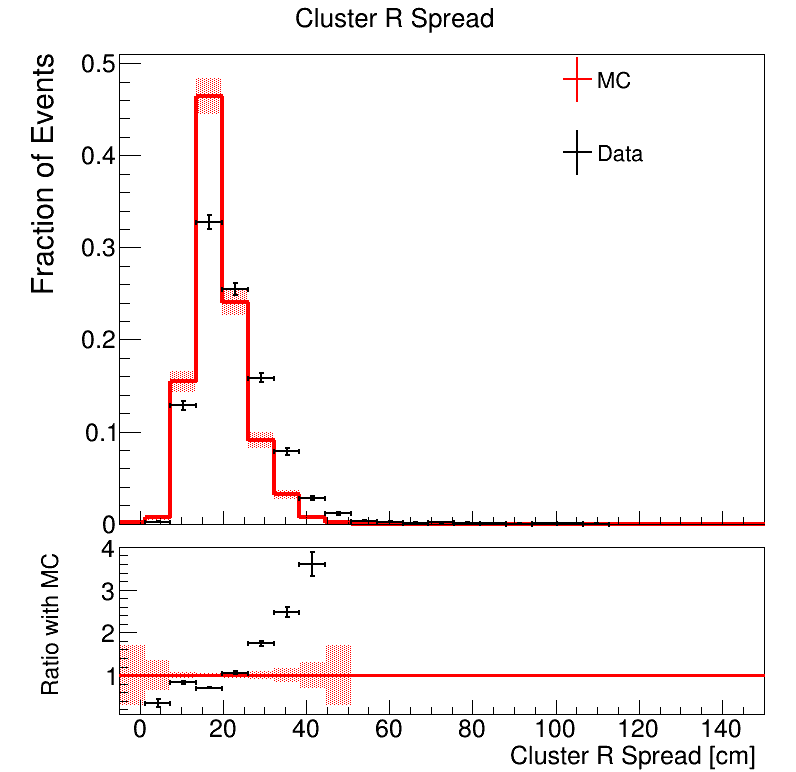 Cluster R Spread
Fraction of Events
0.5
0.4
0.3
0.2
0.1
0
MC
Data
Ratio with MC
4
3
2
1
0 20 40 60 80 100 120 140
Cluster R Spread [cm]